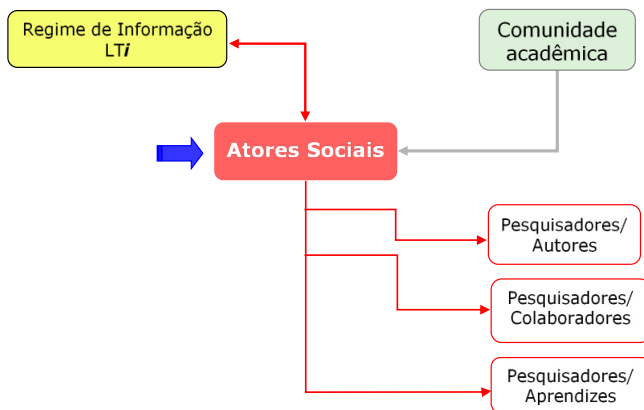 Regime de Informação
LTi
Comunidade
acadêmica
Atores Sociais
Pesquisadores/
Autores
Pesquisadores/
Colaboradores
Pesquisadores/
Aprendizes